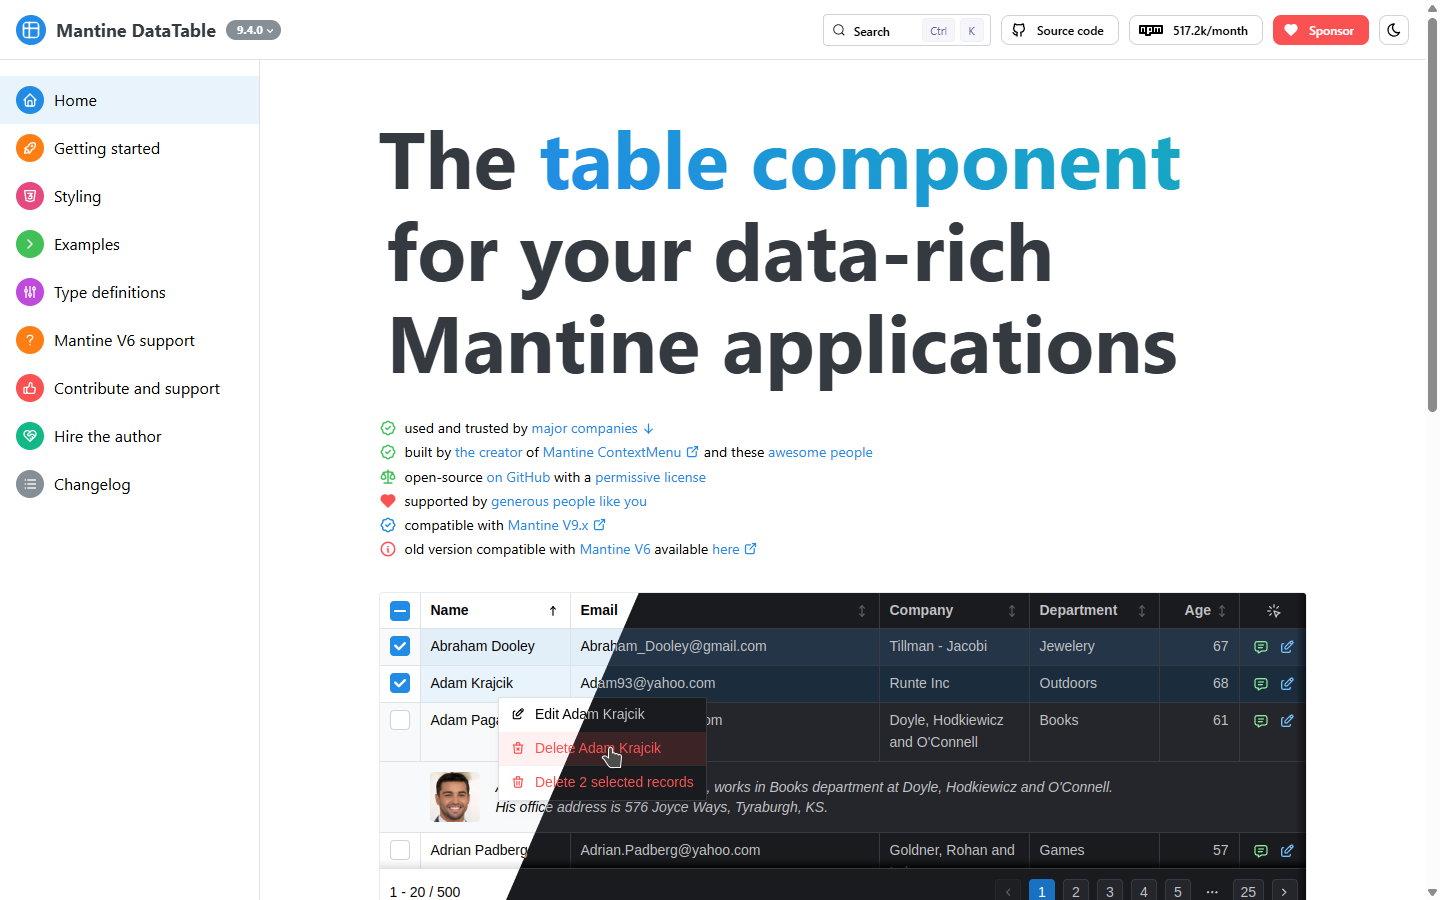 Mantine DataTable 9.4.0
Search Ctrl K
Source code
npm 517.2k/month
Sponsor
Home
Getting started
Styling
Examples
Type definitions
Mantine V6 support
Contribute and support
Hire the author
Changelog
The table component
for your data-rich
Mantine applications
used and trusted by major companies
built by the creator of Mantine ContextMenu and these awesome people
open-source on GitHub with a permissive license
supported by generous people like you
compatible with Mantine V9.x
old version compatible with Mantine V6 available here
Name Email Company Department Age
Abraham Dooley Abraham_Dooley@gmail.com Tillman - Jacobi Jewelery 67
Adam Krajcik Adam93@yahoo.com Runte Inc Outdoors 68
Adam Doyle, Hodkiewicz Books 61
and O'Connell
Edit Adam Krajcik
Delete Adam Krajcik
Delete 2 selected records
, works in Books department at Doyle, Hodkiewicz and O'Connell.
His office address is 576 Joyce Ways, Tyraburgh, KS.
Adrian Padberg Adrian.Padberg@yahoo.com Goldner, Rohan and Games 57
1 - 20 / 500
1 2 3 4 5 ··· 25